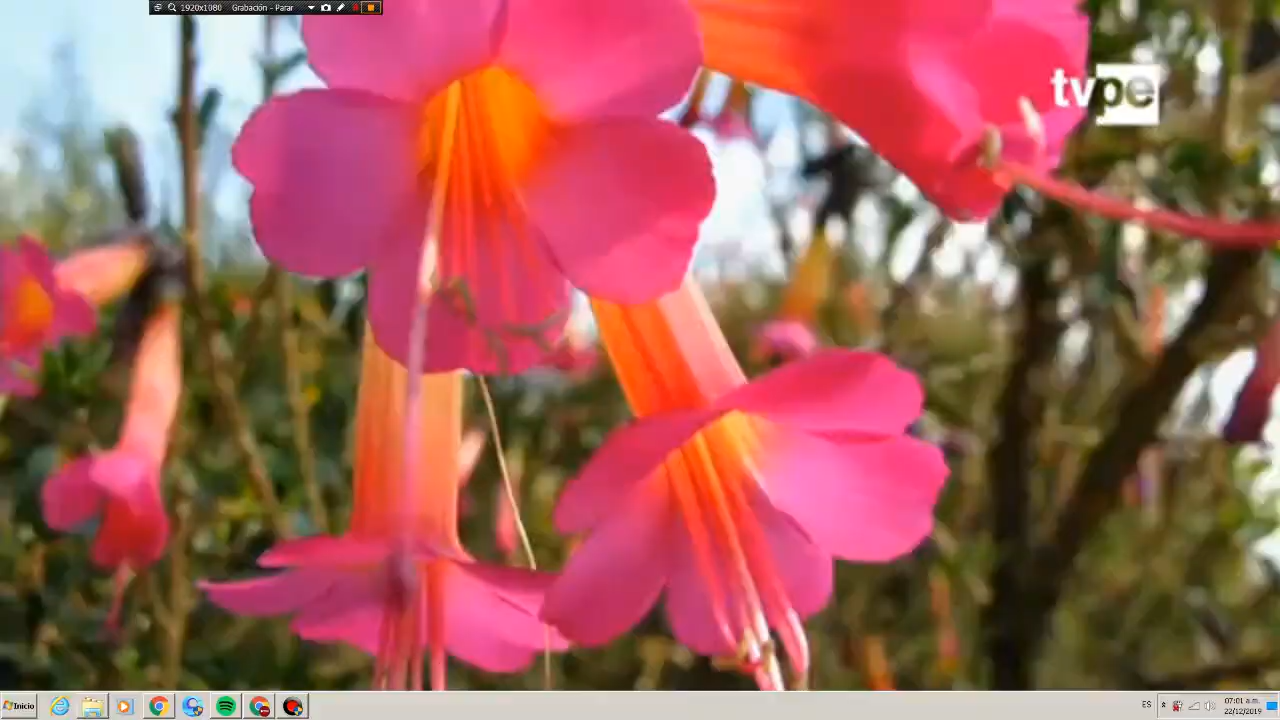 1920x1080 Grabación - Parar
tvpe
Inicio
ES
07:01 a.m.
22/12/2019